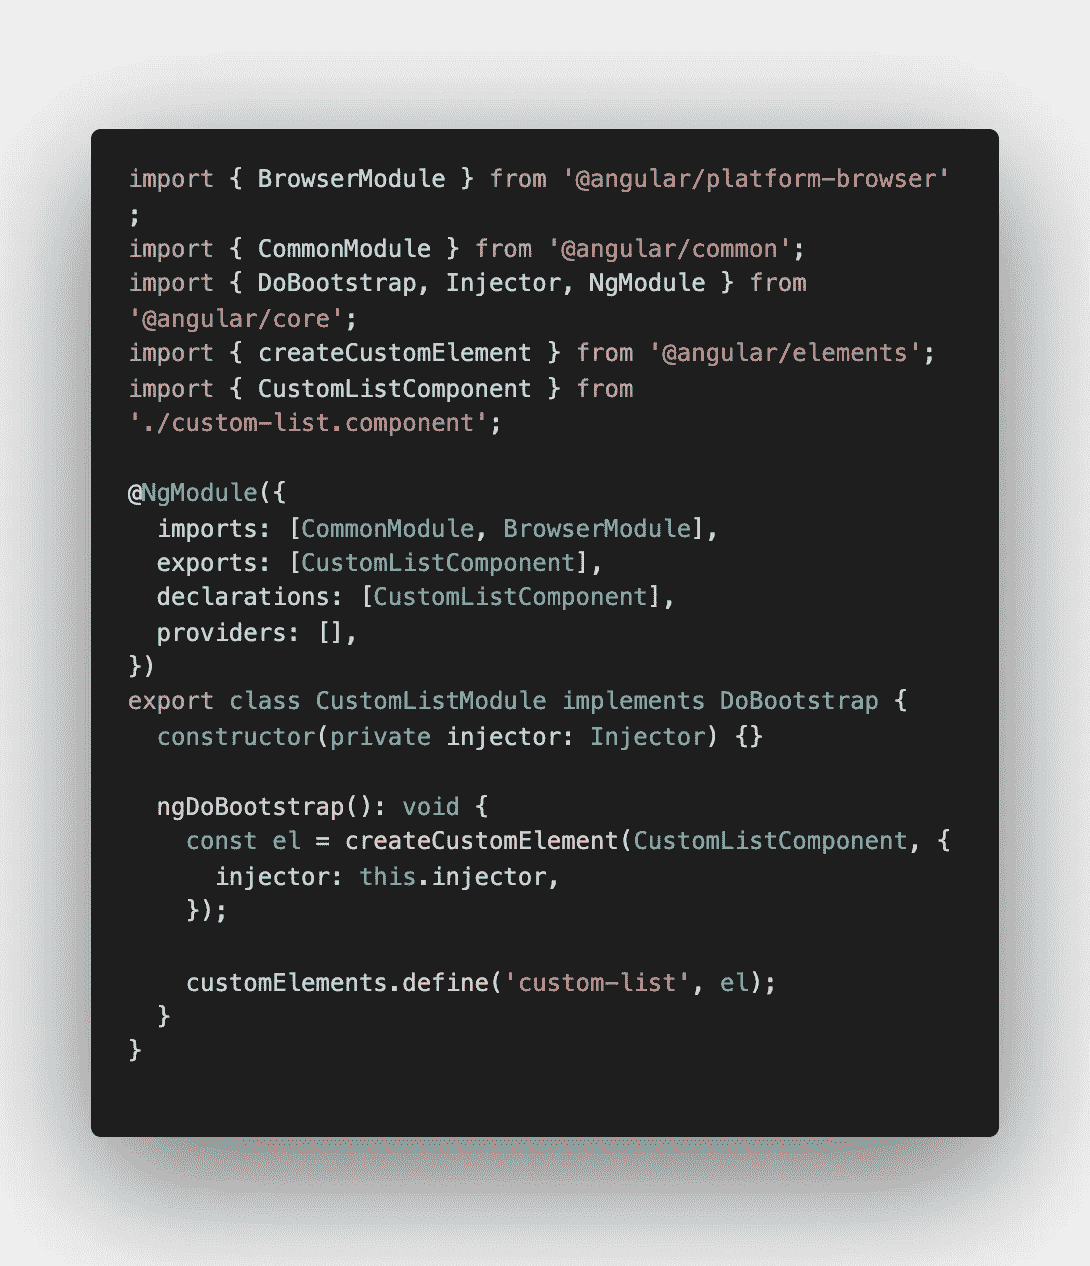 import { BrowserModule } from '@angular/platform-browser'
;
import { CommonModule } from '@angular/common';
import { DoBootstrap, Injector, NgModule } from
'@angular/core';
import { createCustomElement } from '@angular/elements';
import { CustomListComponent } from
'./custom-list.component';

@NgModule({
  imports: [CommonModule, BrowserModule],
  exports: [CustomListComponent],
  declarations: [CustomListComponent],
  providers: [],
})
export class CustomListModule implements DoBootstrap {
  constructor(private injector: Injector) {}

  ngDoBootstrap(): void {
    const el = createCustomElement(CustomListComponent, {
      injector: this.injector,
    });

    customElements.define('custom-list', el);
  }
}